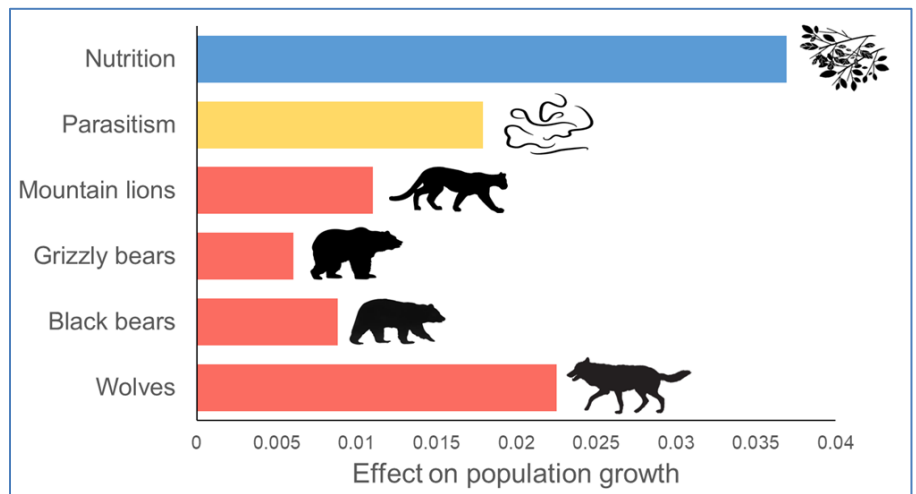 Nutrition
Parasitism
Mountain lions
Grizzly bears
Black bears
Wolves
0 0.005 0.01 0.015 0.02 0.025 0.03 0.035 0.04
Effect on population growth